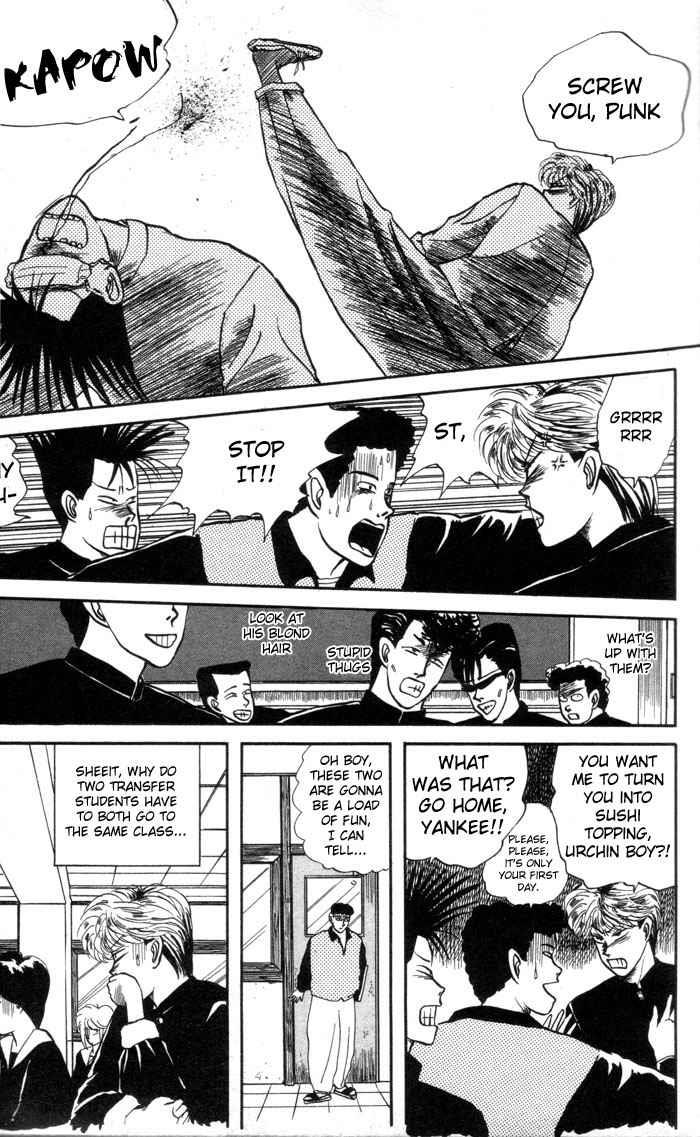 SCREW
YOU, PUNK
KAPOW
GRRRR
RRR
ST,
STOP
IT!!
WHAT'S
UP WITH
THEM?
STUPID
THUGS
LOOK AT
HIS BLOND
HAIR
YOU WANT
ME TO TURN
YOU INTO
SUSHI
TOPPING,
URCHIN BOY?!
PLEASE,
PLEASE,
IT'S ONLY
YOUR FIRST
DAY.
WHAT
WAS THAT?
GO HOME,
YANKEE!!
OH BOY,
THESE TWO
ARE GONNA
BE A LOAD
OF FUN,
I CAN
TELL...
SHEEIT, WHY DO
TWO TRANSFER
STUDENTS HAVE
TO BOTH GO TO
THE SAME CLASS...